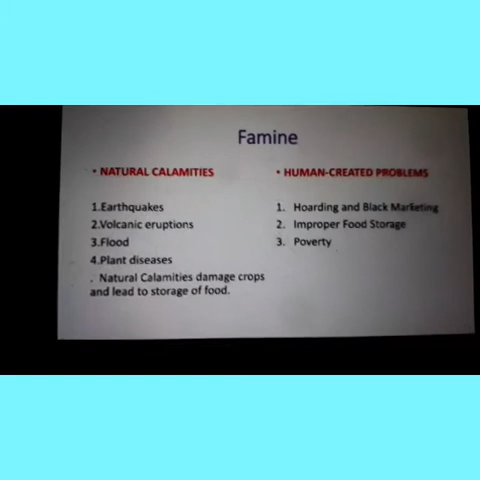 Famine
• NATURAL CALAMITIES
1.Earthquakes
2.Volcanic eruptions
3.Flood
4.Plant diseases
. Natural Calamities damage crops
and lead to storage of food.
• HUMAN-CREATED PROBLEMS
1. Hoarding and Black Marketing
2. Improper Food Storage
3. Poverty